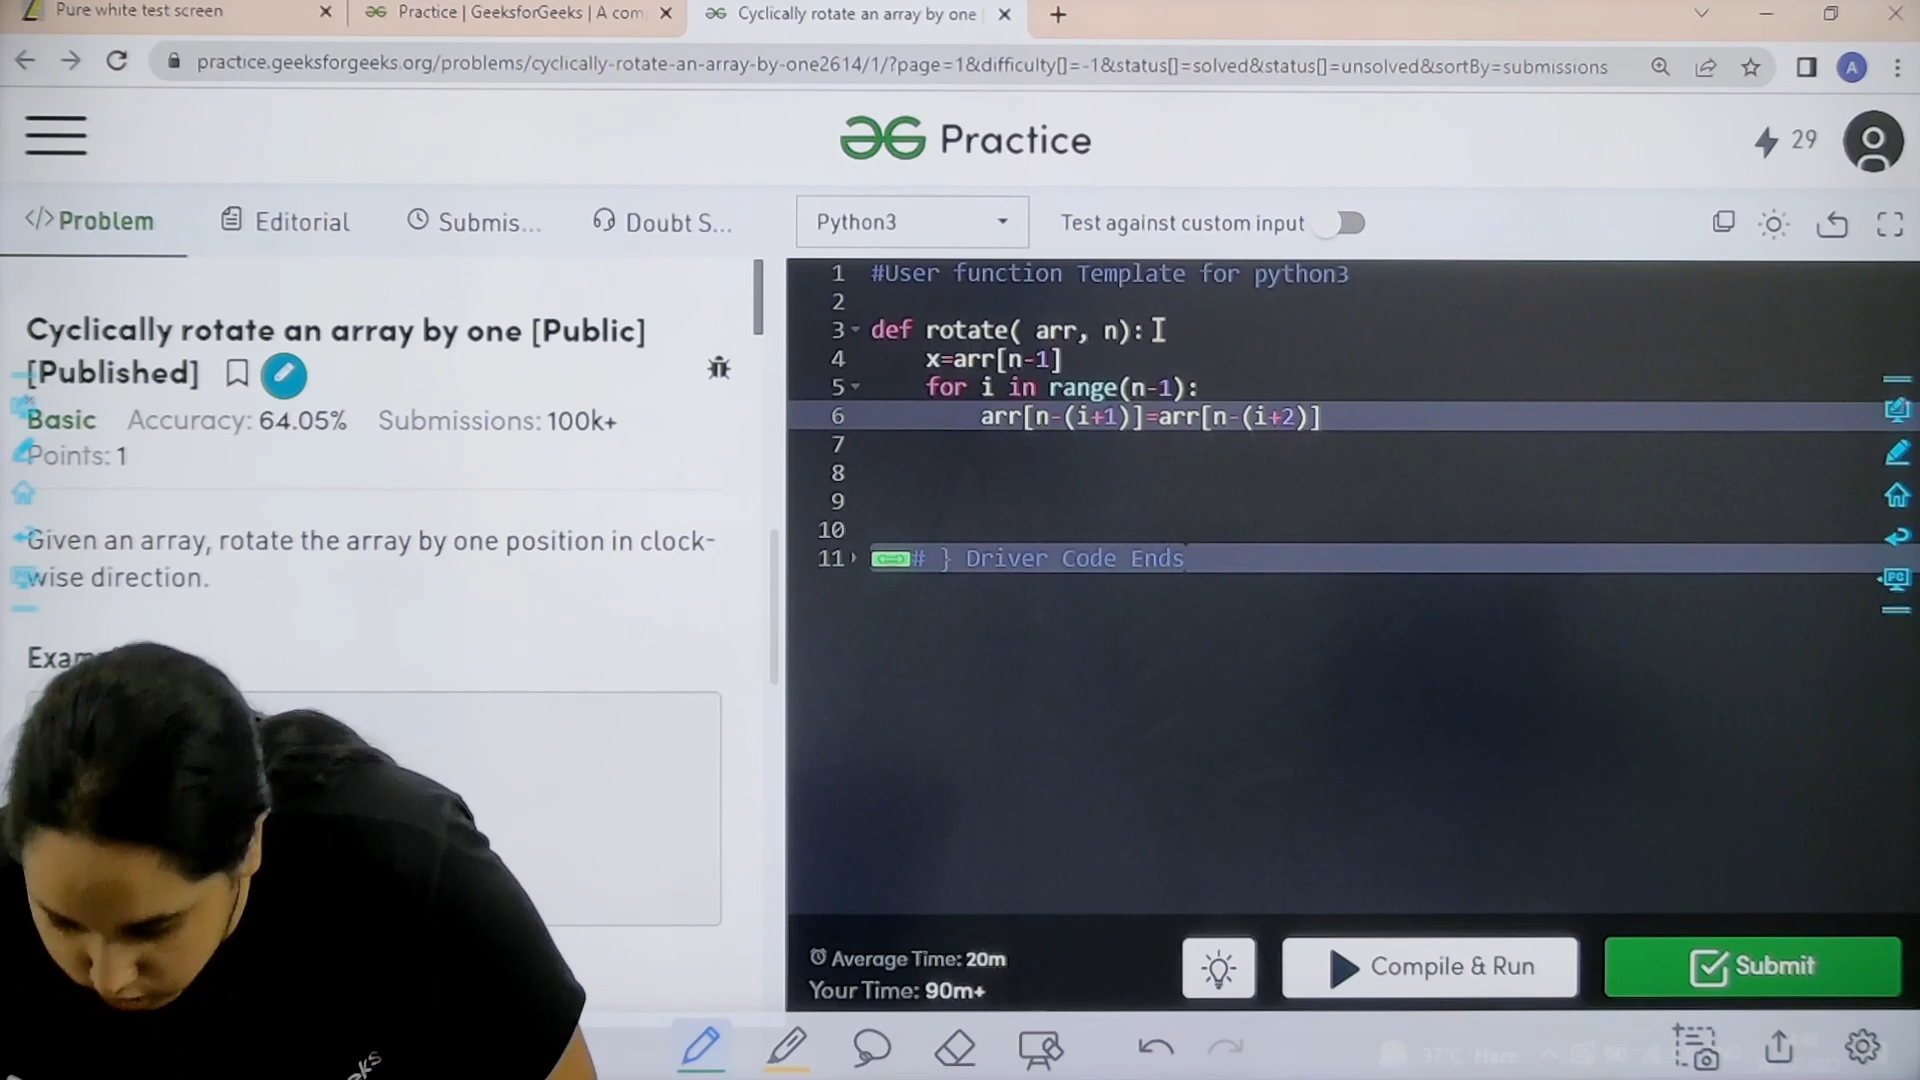 Pure white test screen
Practice | GeeksforGeeks | A com
Cyclically rotate an array by one
practice.geeksforgeeks.org/problems/cyclically-rotate-an-array-by-one2614/1/?page=1&difficulty[]=-1&status[]=solved&status[]=unsolved&sortBy=submissions
A
Practice
29
</> Problem
Editorial
Submis...
Doubt S...
Python3
Test against custom input
Cyclically rotate an array by one [Public]
[Published]
Basic Accuracy: 64.05% Submissions: 100k+
Points: 1
Given an array, rotate the array by one position in clock-
wise direction.
1 #User function Template for python3
2
3 def rotate( arr, n):
4 x=arr[n-1]
5 for i in range(n-1):
6 arr[n-(i+1)]=arr[n-(i+2)]
7
8
9
10
11 # } Driver Code Ends
PC
Average Time: 20m
Your Time: 90m+
Compile & Run
Submit
37°C